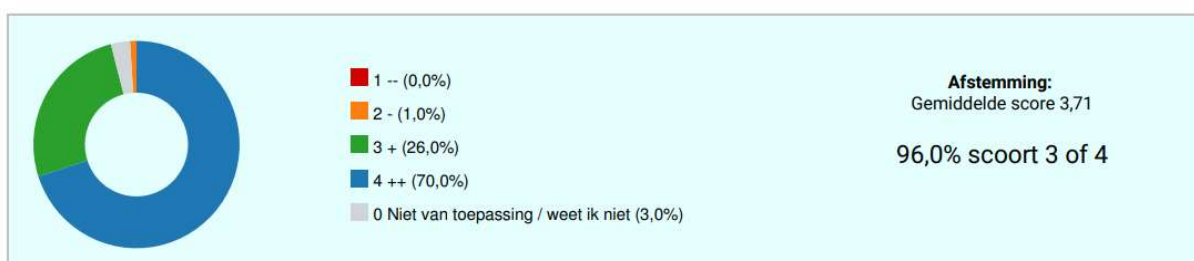 1 -- (0,0%)
2 - (1,0%)
3 + (26,0%)
4 ++ (70,0%)
0 Niet van toepassing / weet ik niet (3,0%)
Afstemming:
Gemiddelde score 3,71
96,0% scoort 3 of 4